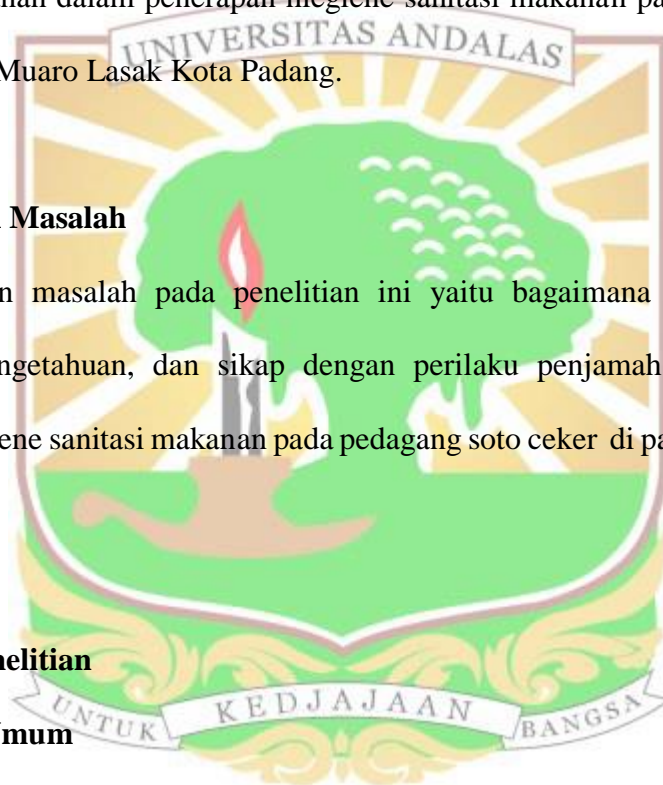 nan dalam penerapan hegiene sanitasi makanan pa
UNIVERSITAS ANDALAS
Muaro Lasak Kota Padang.
Masalah
n masalah pada penelitian ini yaitu bagaimana
ngetahuan, dan sikap dengan perilaku penjamah
ene sanitasi makanan pada pedagang soto ceker di pa
nelitian
UNTUK KEDJAJAAN BANGSA
Umum